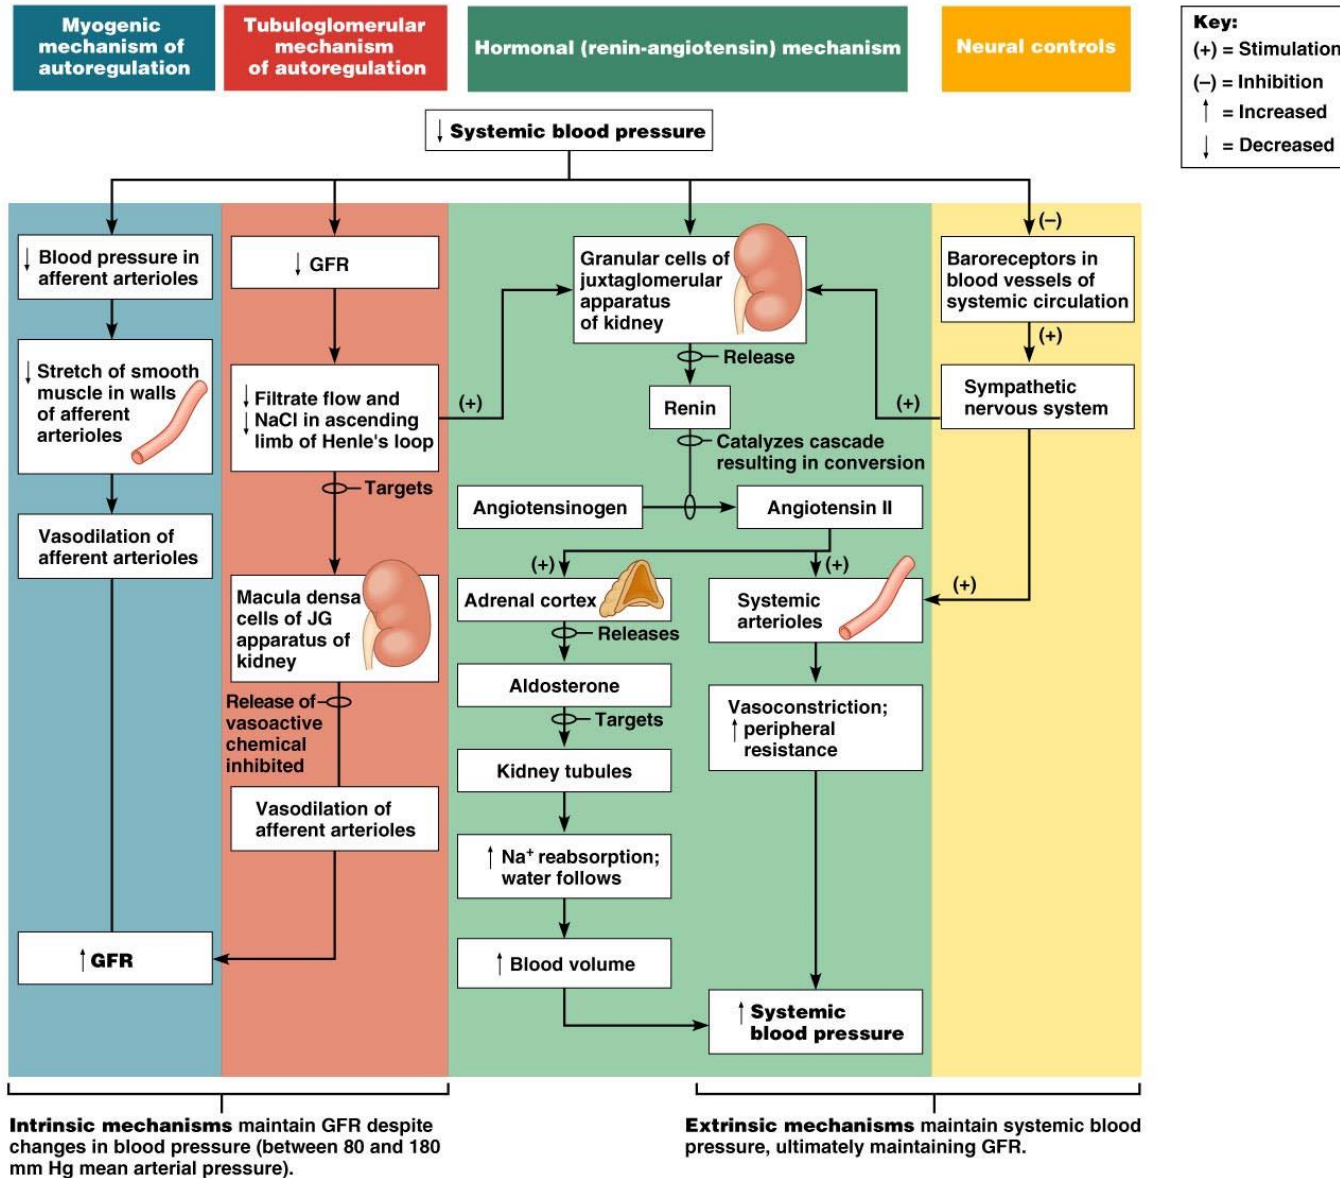 Myogenic
mechanism of
autoregulation
Tubuloglomerular
mechanism
of autoregulation
Hormonal (renin-angiotensin) mechanism
Neural controls
Key:
(+) = Stimulation
(–) = Inhibition
↑ = Increased
↓ = Decreased
↓ Systemic blood pressure
↓ Blood pressure in
afferent arterioles
↓ Stretch of smooth
muscle in walls
of afferent
arterioles
Vasodilation of
afferent arterioles
↑ GFR
↓ GFR
↓ Filtrate flow and
↓ NaCl in ascending
limb of Henle's loop
(+)
Targets
Macula densa
cells of JG
apparatus of
kidney
Release of
vasoactive
chemical
inhibited
Vasodilation of
afferent arterioles
Granular cells of
juxtaglomerular
apparatus
of kidney
Release
Renin
Catalyzes cascade
resulting in conversion
Angiotensinogen
Angiotensin II
(+)
(+)
Adrenal cortex
Releases
Aldosterone
Targets
Kidney tubules
↑ Na⁺ reabsorption;
water follows
↑ Blood volume
Systemic
arterioles
Vasoconstriction;
↑ peripheral
resistance
↑ Systemic
blood pressure
(–)
Baroreceptors in
blood vessels of
systemic circulation
(+)
Sympathetic
nervous system
(+)
(+)
Intrinsic mechanisms maintain GFR despite
changes in blood pressure (between 80 and 180
mm Hg mean arterial pressure).
Extrinsic mechanisms maintain systemic blood
pressure, ultimately maintaining GFR.